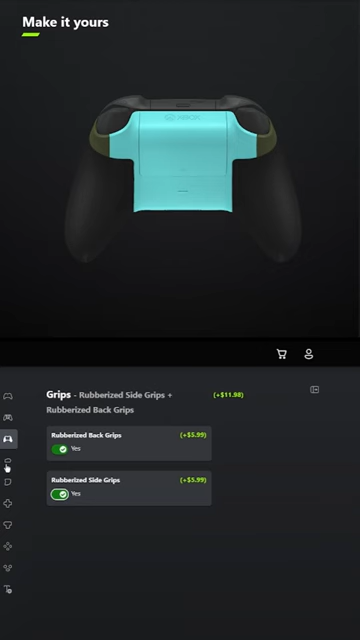 Make it yours
XBOX
Grips - Rubberized Side Grips + (+$11.98)
Rubberized Back Grips
Rubberized Back Grips (+$5.99)
Yes
Rubberized Side Grips (+$5.99)
Yes